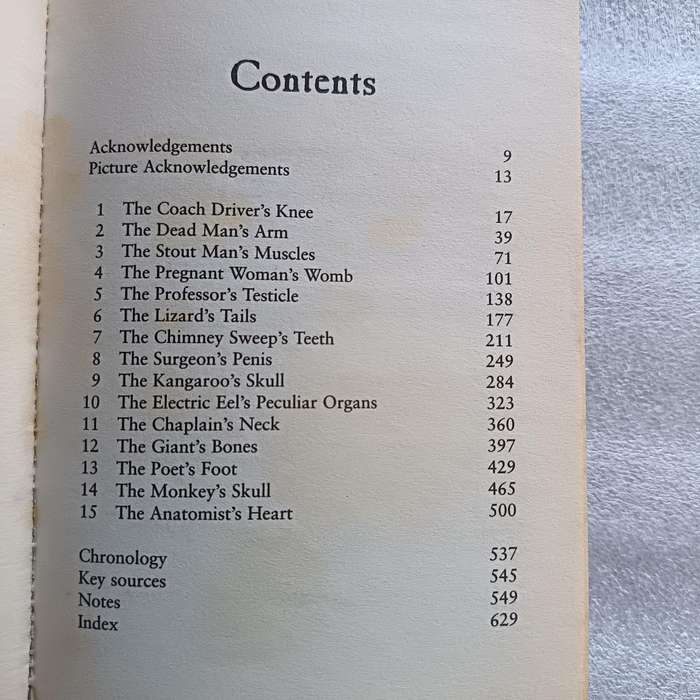 Contents
Acknowledgements 9
Picture Acknowledgements 13
1 The Coach Driver's Knee 17
2 The Dead Man's Arm 39
3 The Stout Man's Muscles 71
4 The Pregnant Woman's Womb 101
5 The Professor's Testicle 138
6 The Lizard's Tails 177
7 The Chimney Sweep's Teeth 211
8 The Surgeon's Penis 249
9 The Kangaroo's Skull 284
10 The Electric Eel's Peculiar Organs 323
11 The Chaplain's Neck 360
12 The Giant's Bones 397
13 The Poet's Foot 429
14 The Monkey's Skull 465
15 The Anatomist's Heart 500
Chronology 537
Key sources 545
Notes 549
Index 629